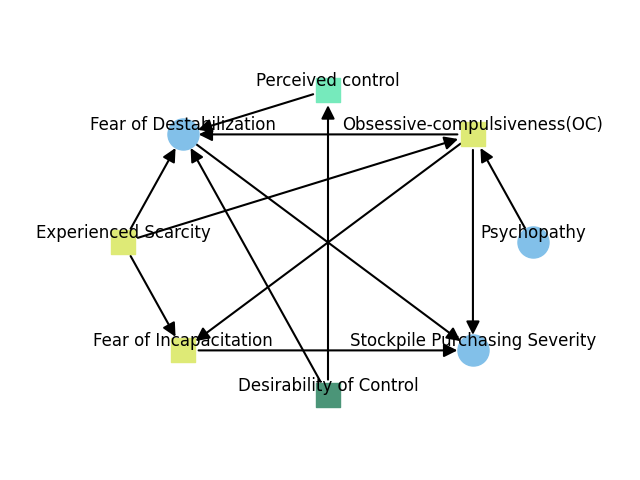 Perceived control
Fear of Destabilization
Obsessive-compulsiveness(OC)
Experienced Scarcity
Psychopathy
Fear of Incapacitation
Stockpile Purchasing Severity
Desirability of Control